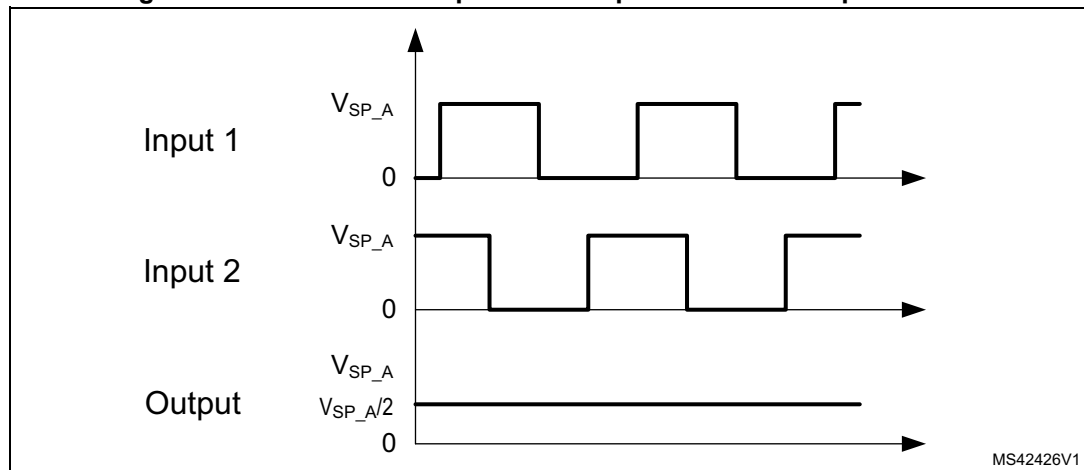 V_SP_A
Input 1
0
V_SP_A
Input 2
0
V_SP_A
Output
V_SP_A/2
0
MS42426V1